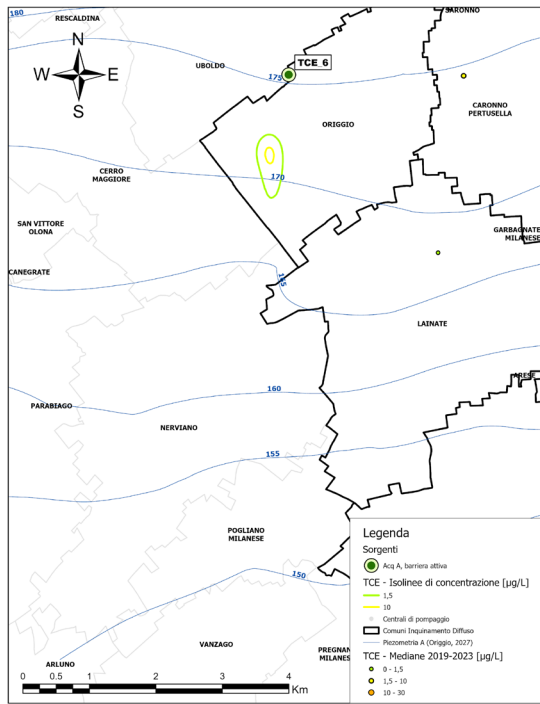 180
RESCALDINA
SARONNO
N
W E
S
UBOLDO
TCE_6
175
CARONNO
PERTUSELLA
ORIGGIO
CERRO
MAGGIORE
170
SAN VITTORE
OLONA
GARBAGNATE
MILANESE
CANEGRATE
165
LAINATE
ARESE
160
PARABIAGO
NERVIANO
155
POGLIANO
MILANESE
150
VANZAGO
PREGNAN
MILANES
ARLUNO
0 0.5 1 2 3 4
Km
Legenda
Sorgenti
Acq A, barriera attiva
TCE - Isolinee di concentrazione [µg/L]
1,5
10
Centrali di pompaggio
Comuni Inquinamento Diffuso
Piezometria A (Origgio, 2027)
TCE - Mediane 2019-2023 [µg/L]
0 - 1,5
1,5 - 10
10 - 30